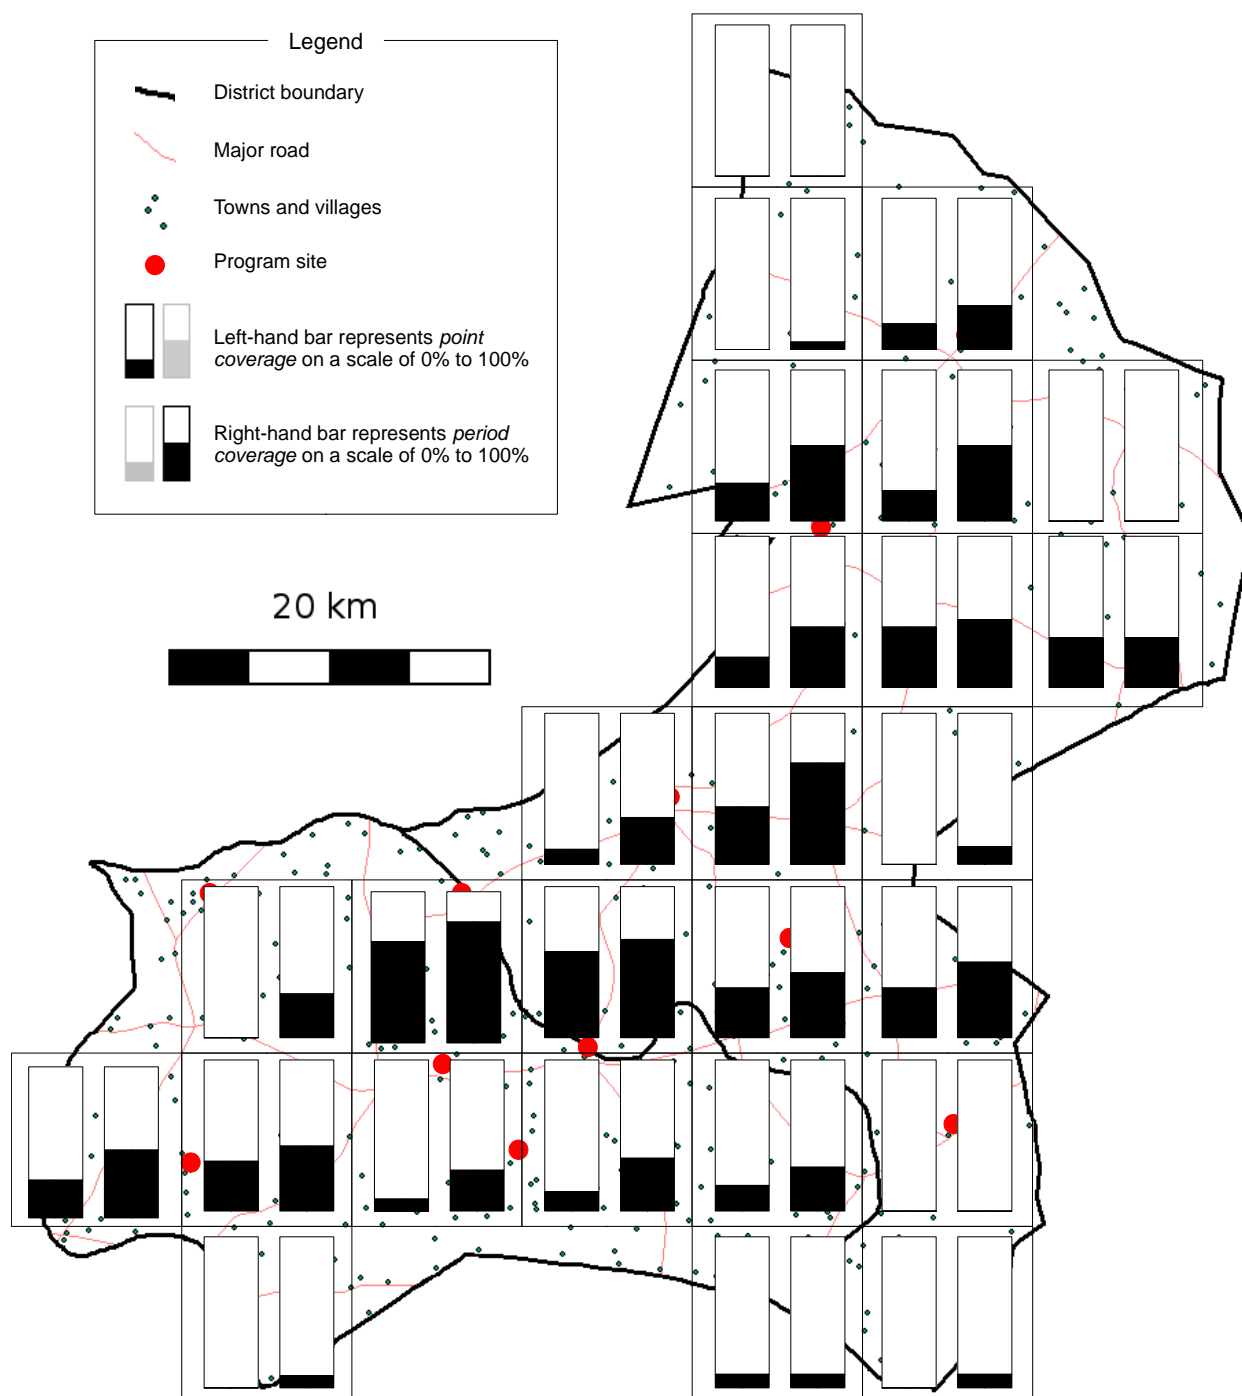 Legend
District boundary
Major road
Towns and villages
Program site
Left-hand bar represents point
coverage on a scale of 0% to 100%
Right-hand bar represents period
coverage on a scale of 0% to 100%
20 km